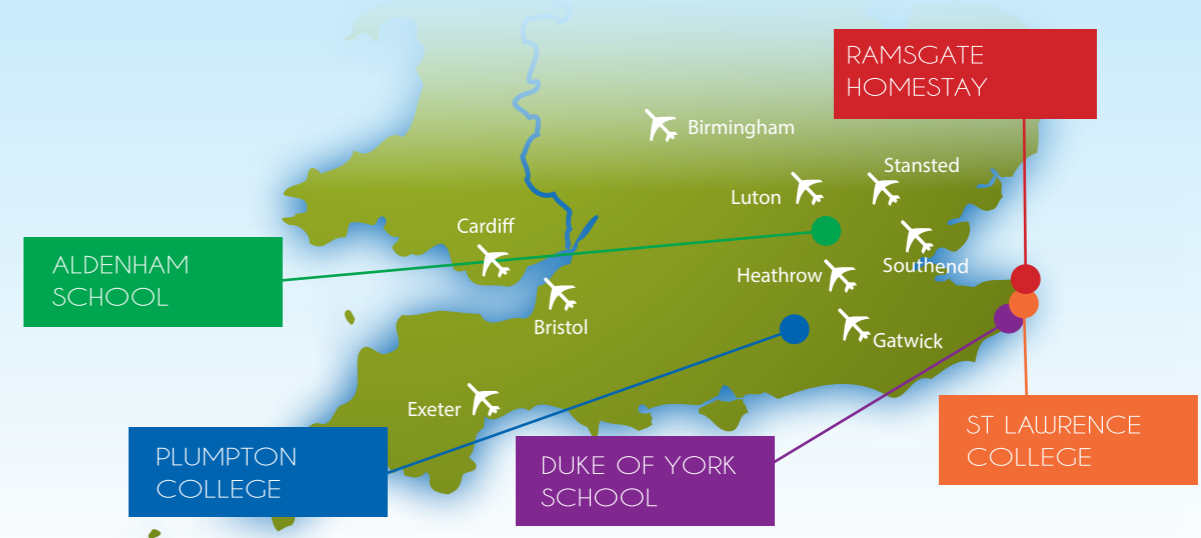 RAMSGATE
HOMESTAY
Birmingham
Stansted
Luton
Cardiff
ALDENHAM
SCHOOL
Heathrow
Southend
Bristol
Gatwick
Exeter
ST LAWRENCE
COLLEGE
PLUMPTON
COLLEGE
DUKE OF YORK
SCHOOL